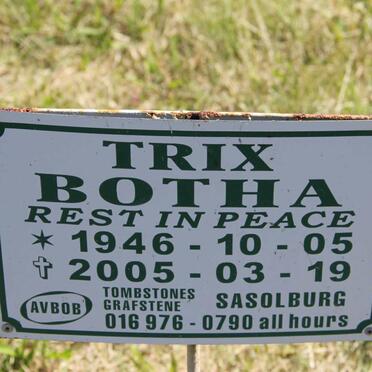 TRIX
BOTHA
REST IN PEACE
* 1946 - 10 - 05
✝ 2005 - 03 - 19
AVBOB
TOMBSTONES
GRAFSTENE
SASOLBURG
016 976 - 0790 all hours